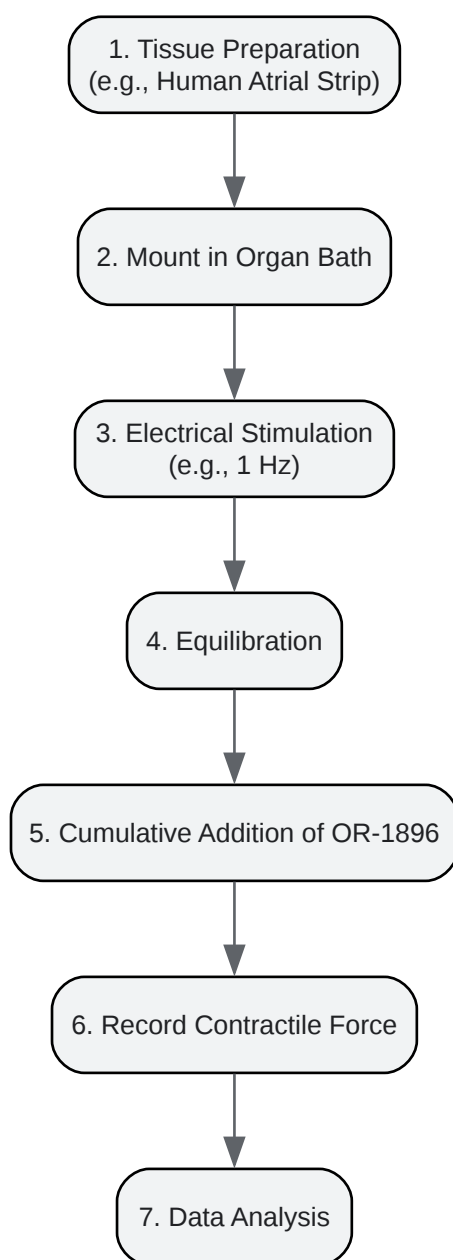 1. Tissue Preparation
(e.g., Human Atrial Strip)
2. Mount in Organ Bath
3. Electrical Stimulation
(e.g., 1 Hz)
4. Equilibration
5. Cumulative Addition of OR-1896
6. Record Contractile Force
7. Data Analysis